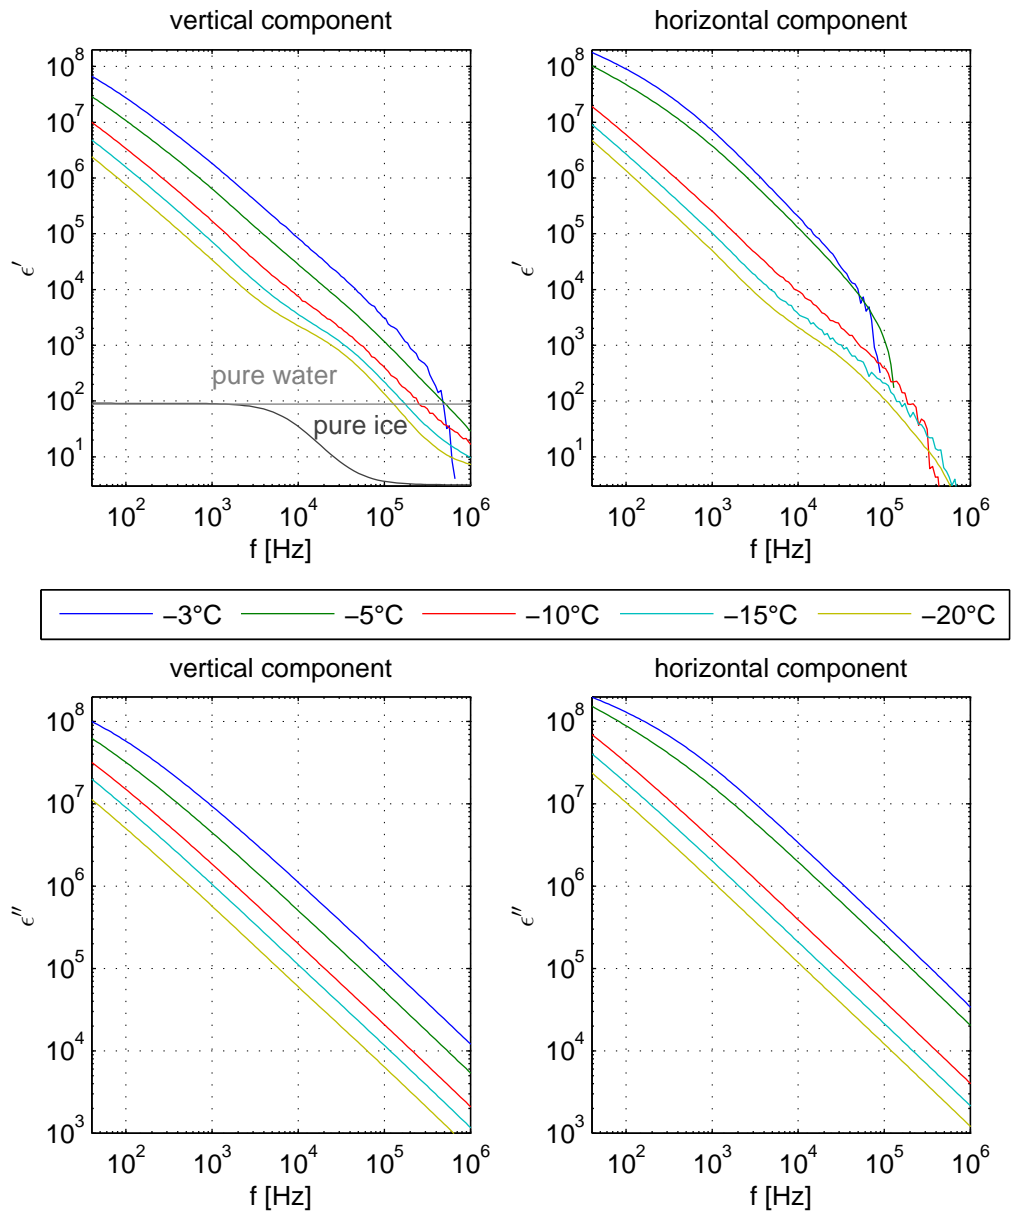 vertical component
horizontal component
10^8
10^7
10^6
10^5
10^4
10^3
10^2
10^1
ϵ′
pure water
pure ice
10^2 10^3 10^4 10^5 10^6
f [Hz]
10^8
10^7
10^6
10^5
10^4
10^3
10^2
10^1
ϵ′
10^2 10^3 10^4 10^5 10^6
f [Hz]
−3°C −5°C −10°C −15°C −20°C
vertical component
horizontal component
10^8
10^7
10^6
10^5
10^4
10^3
ϵ″
10^2 10^3 10^4 10^5 10^6
f [Hz]
10^8
10^7
10^6
10^5
10^4
10^3
ϵ″
10^2 10^3 10^4 10^5 10^6
f [Hz]